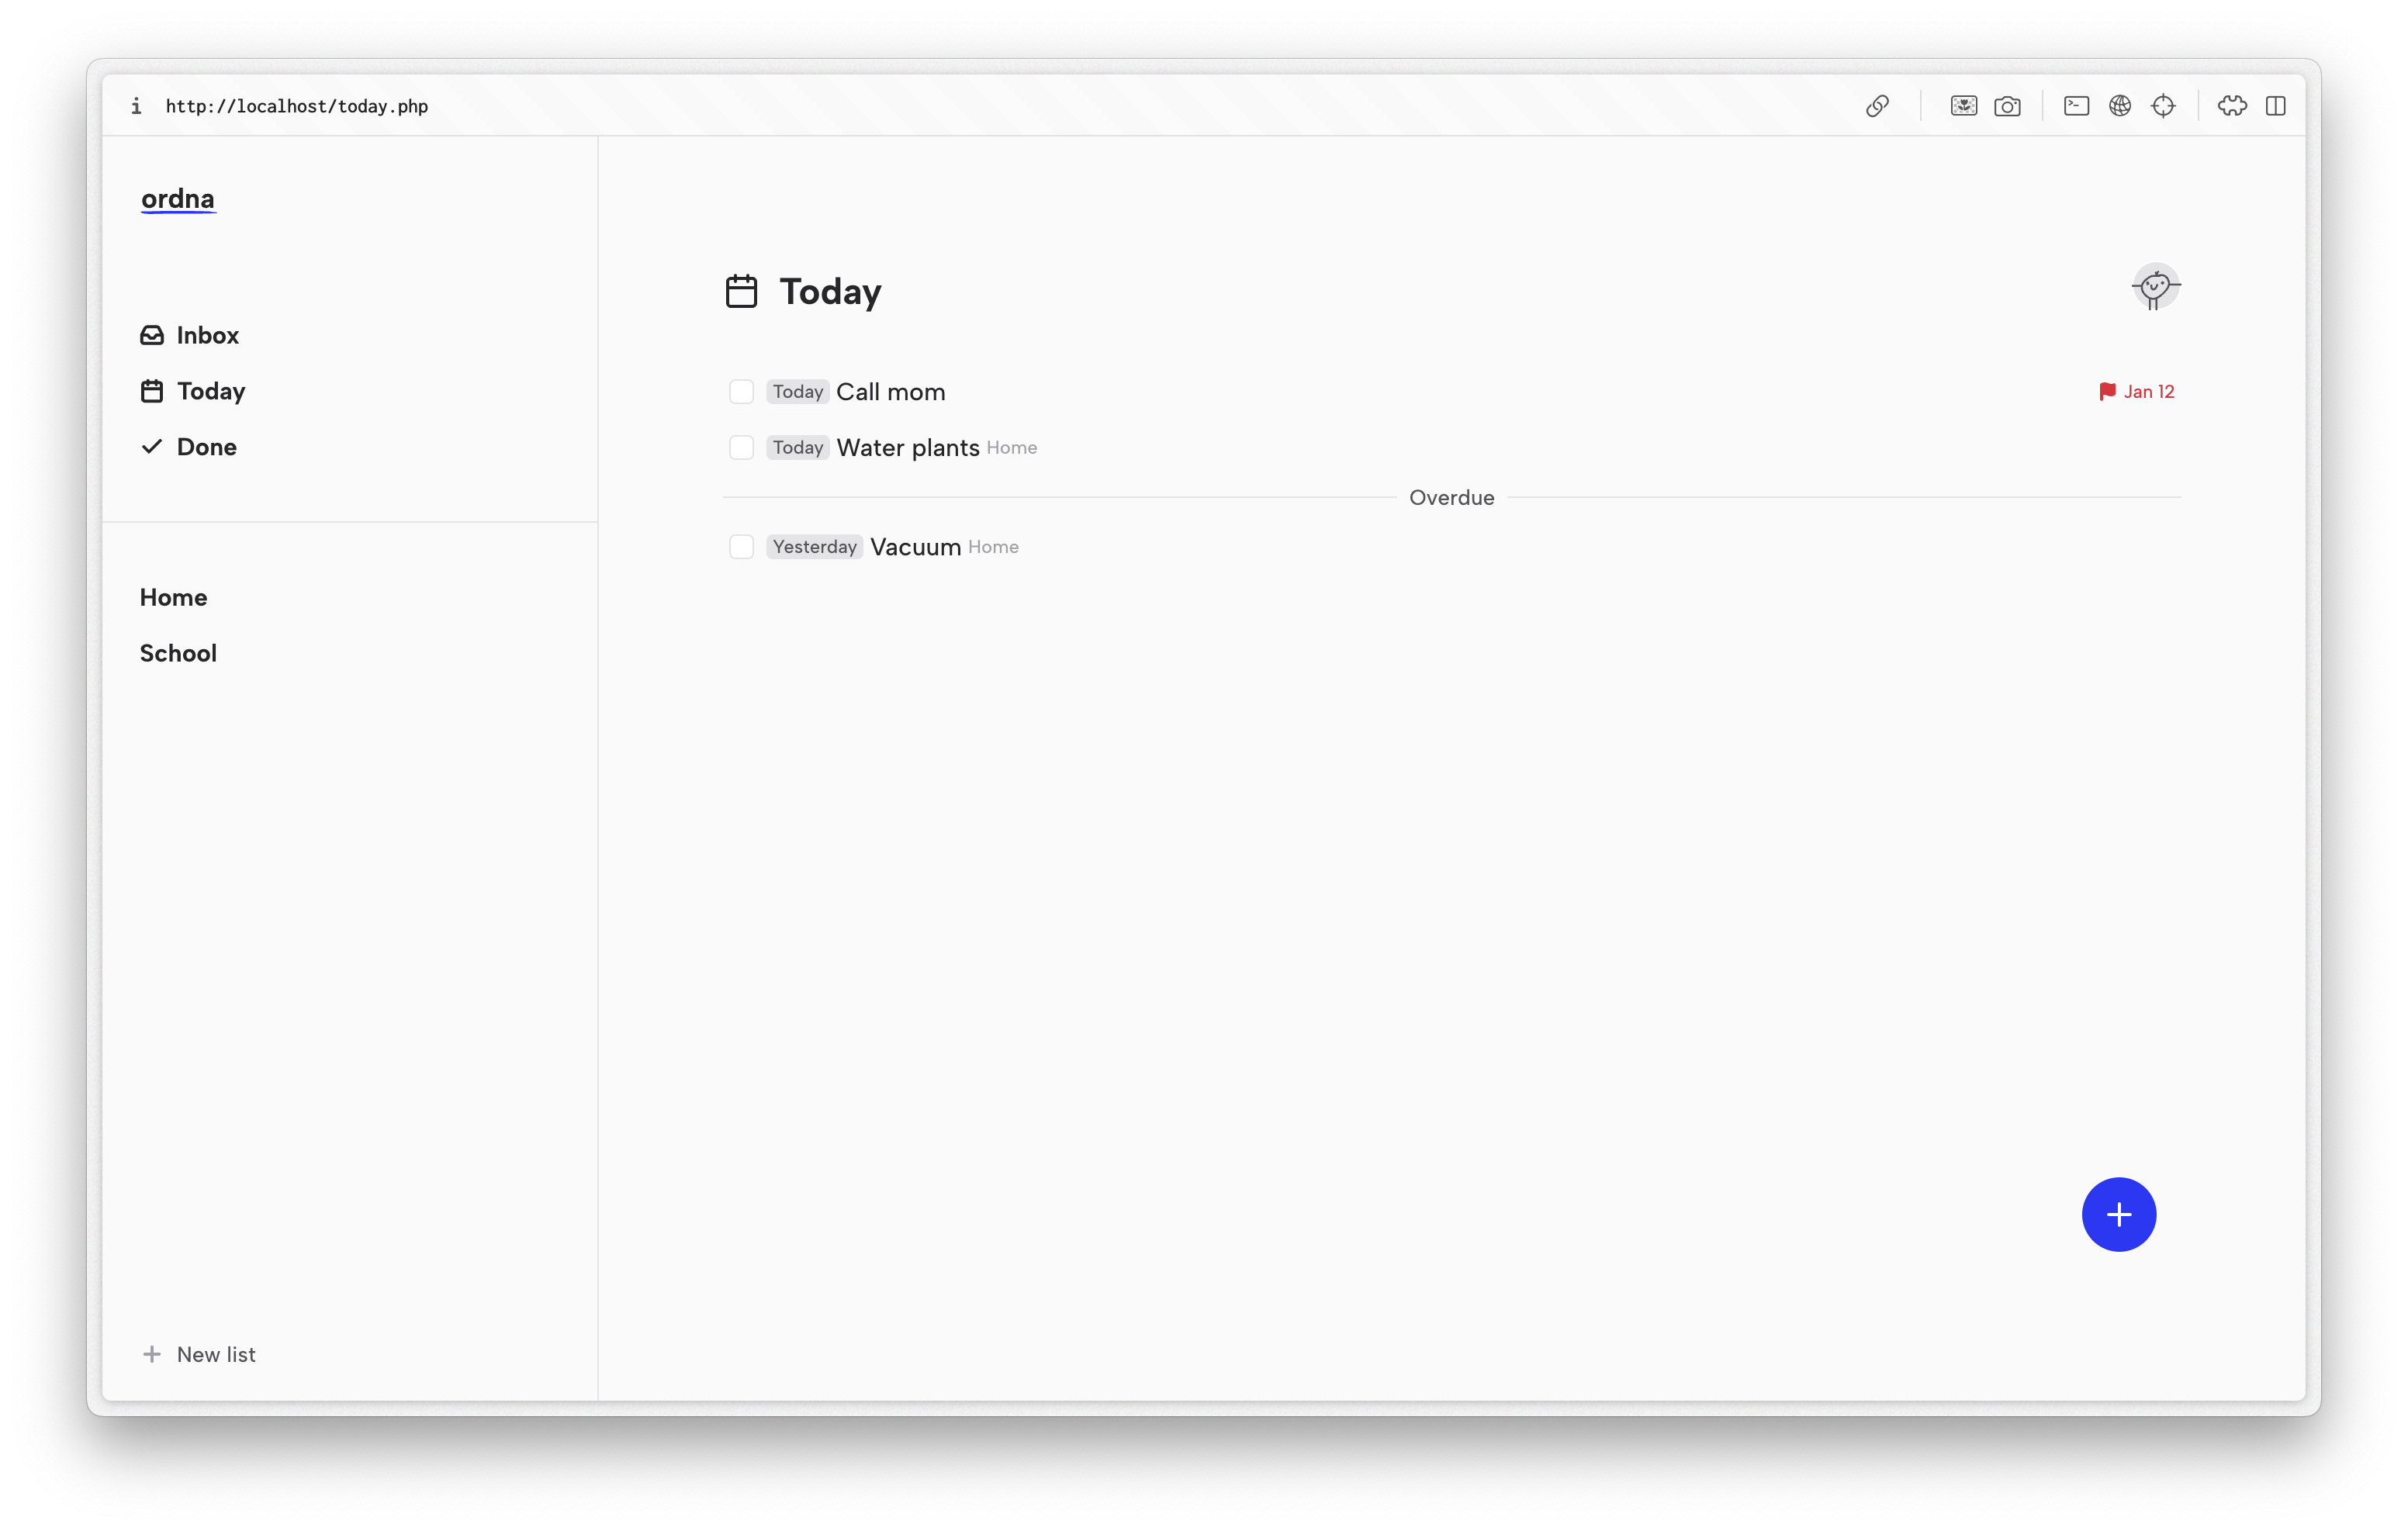 i http://localhost/today.php
ordna
Inbox
Today
Done
Home
School
New list
Today
Today Call mom Jan 12
Today Water plants Home
Overdue
Yesterday Vacuum Home